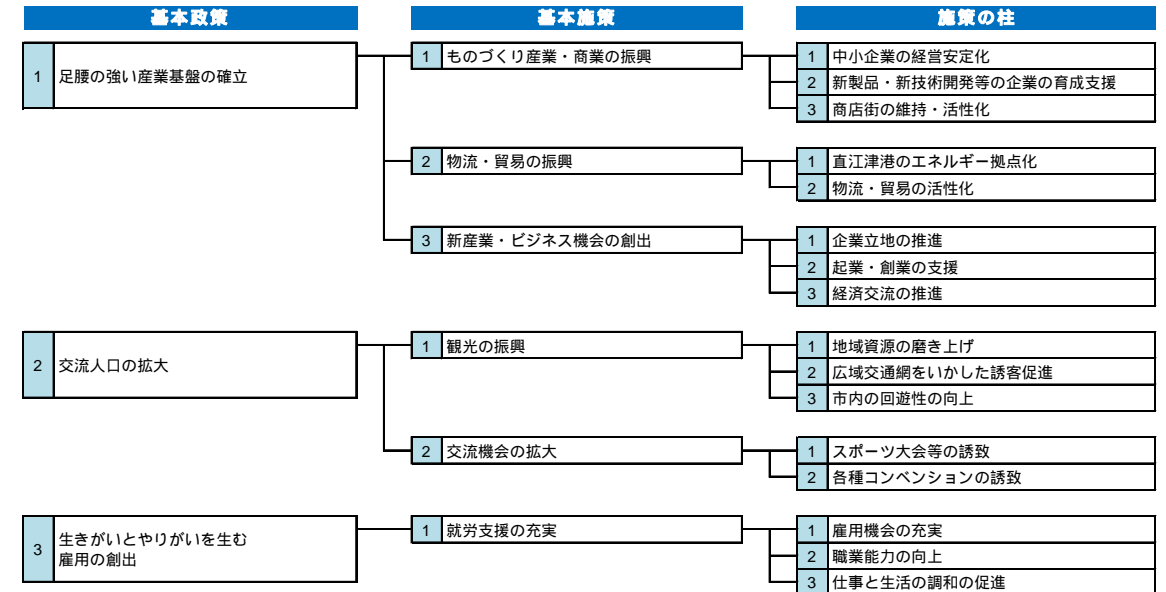 基本政策
基本施策
施策の柱
1 足腰の強い産業基盤の確立
1 ものづくり産業・商業の振興
1 中小企業の経営安定化
2 新製品・新技術開発等の企業の育成支援
3 商店街の維持・活性化
2 物流・貿易の振興
1 直江津港のエネルギー拠点化
2 物流・貿易の活性化
3 新産業・ビジネス機会の創出
1 企業立地の推進
2 起業・創業の支援
3 経済交流の推進
2 交流人口の拡大
1 観光の振興
1 地域資源の磨き上げ
2 広域交通網をいかした誘客促進
3 市内の回遊性の向上
2 交流機会の拡大
1 スポーツ大会等の誘致
2 各種コンベンションの誘致
3 生きがいとやりがいを生む
雇用の創出
1 就労支援の充実
1 雇用機会の充実
2 職業能力の向上
3 仕事と生活の調和の促進